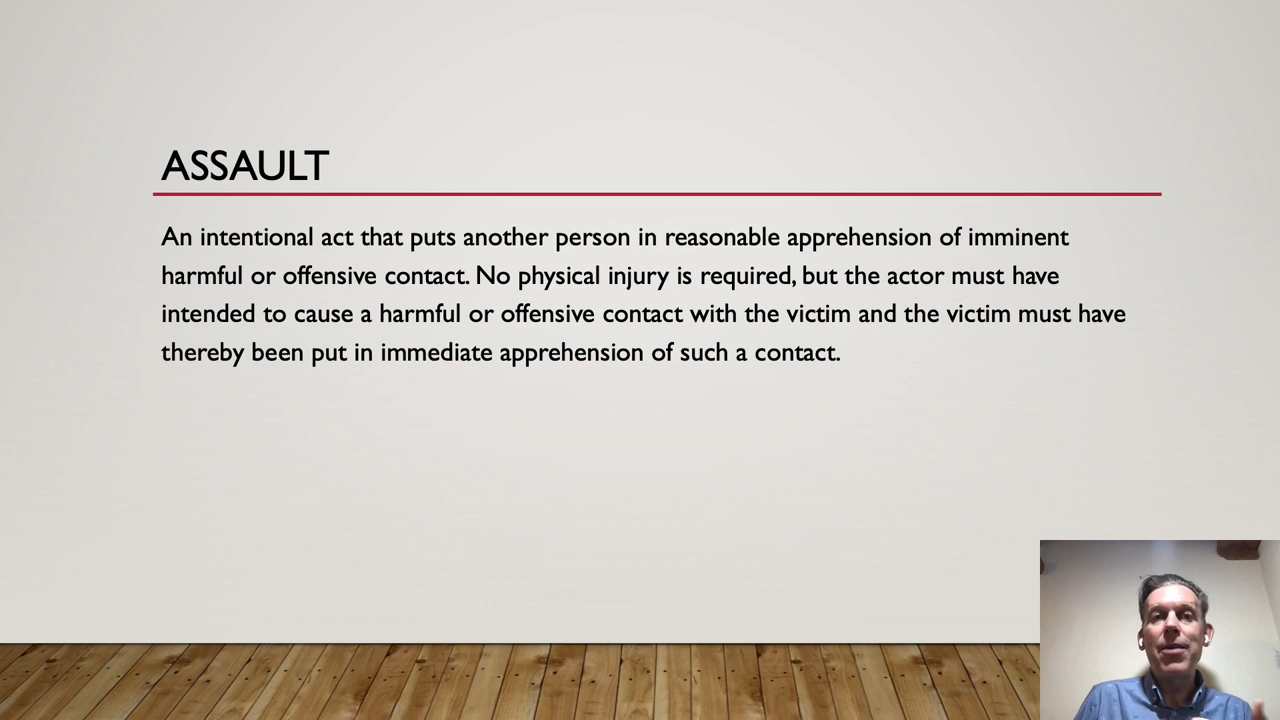 ASSAULT
An intentional act that puts another person in reasonable apprehension of imminent
harmful or offensive contact. No physical injury is required, but the actor must have
intended to cause a harmful or offensive contact with the victim and the victim must have
thereby been put in immediate apprehension of such a contact.